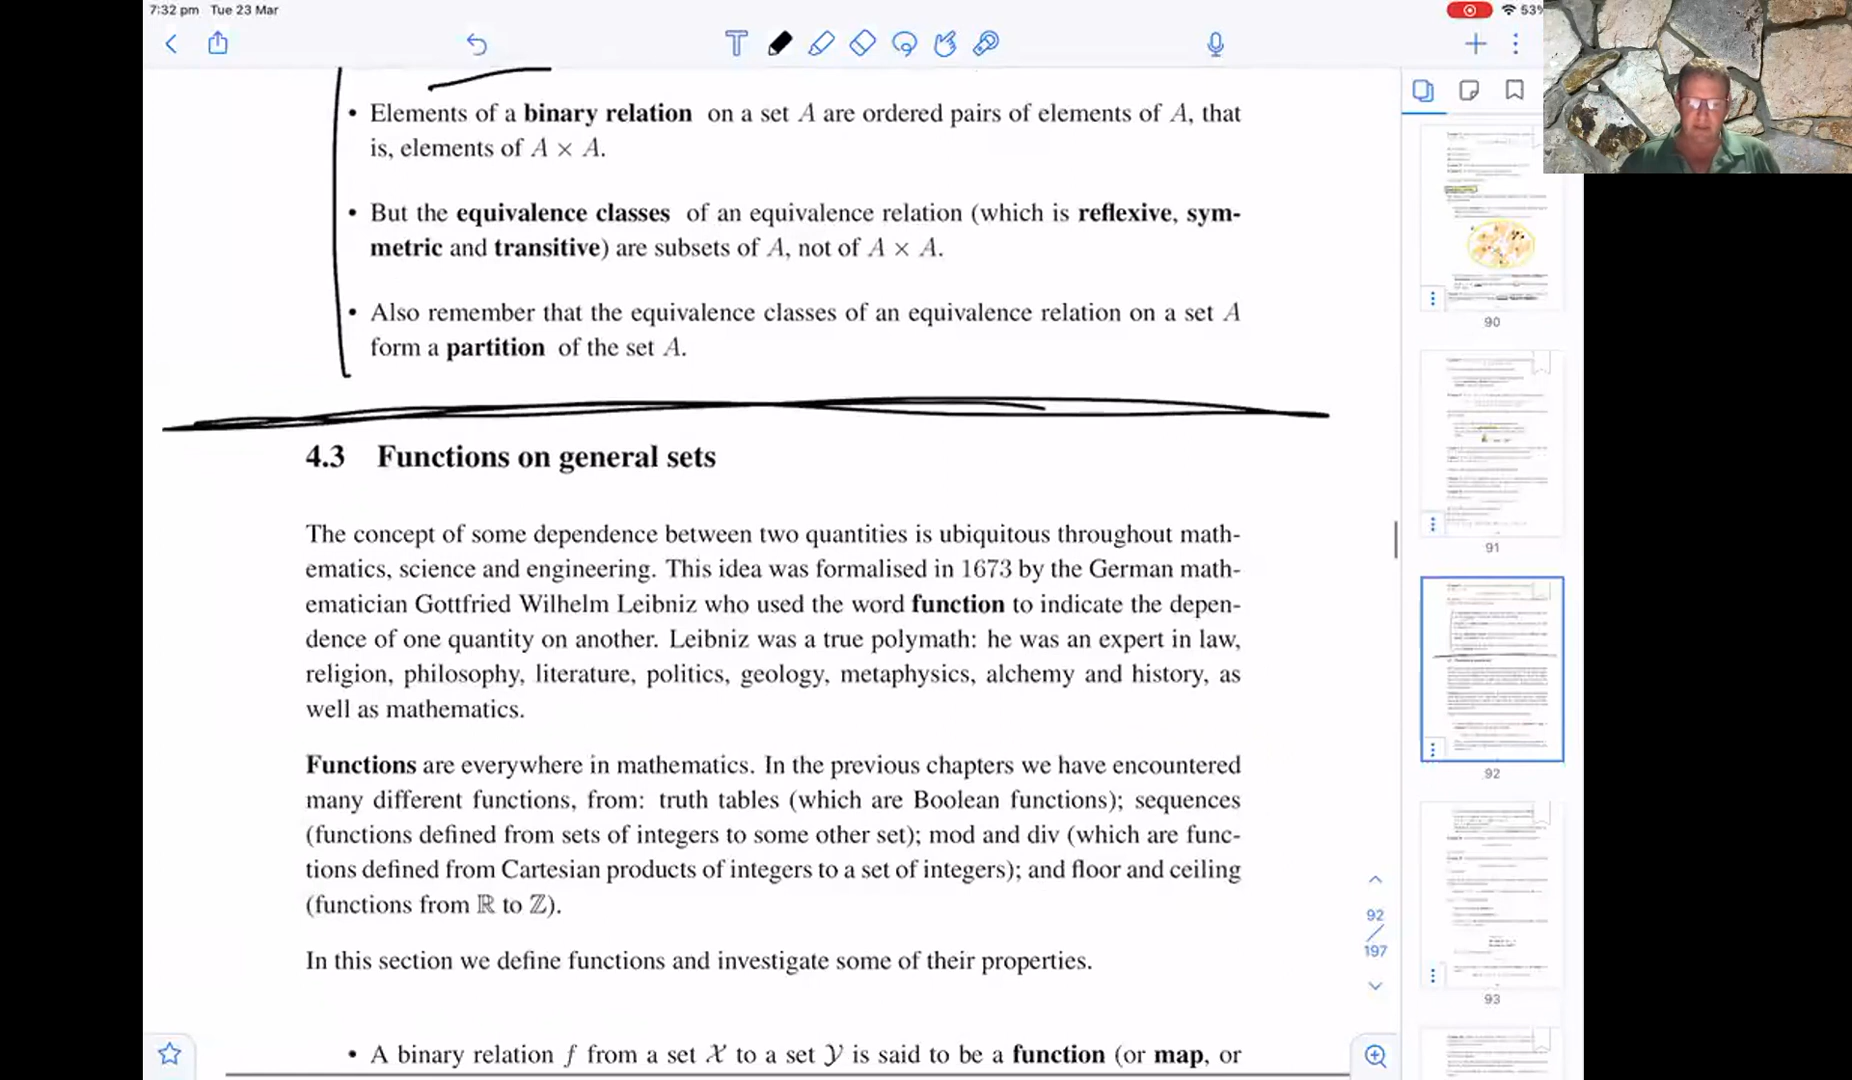 7:32 pm Tue 23 Mar
53%
• Elements of a binary relation on a set A are ordered pairs of elements of A, that
is, elements of A × A.
• But the equivalence classes of an equivalence relation (which is reflexive, sym-
metric and transitive) are subsets of A, not of A × A.
• Also remember that the equivalence classes of an equivalence relation on a set A
form a partition of the set A.
4.3 Functions on general sets
The concept of some dependence between two quantities is ubiquitous throughout math-
ematics, science and engineering. This idea was formalised in 1673 by the German math-
ematician Gottfried Wilhelm Leibniz who used the word function to indicate the depen-
dence of one quantity on another. Leibniz was a true polymath: he was an expert in law,
religion, philosophy, literature, politics, geology, metaphysics, alchemy and history, as
well as mathematics.
Functions are everywhere in mathematics. In the previous chapters we have encountered
many different functions, from: truth tables (which are Boolean functions); sequences
(functions defined from sets of integers to some other set); mod and div (which are func-
tions defined from Cartesian products of integers to a set of integers); and floor and ceiling
(functions from ℝ to ℤ).
In this section we define functions and investigate some of their properties.
• A binary relation f from a set 𝒳 to a set 𝒴 is said to be a function (or map, or
92
/
197
90
91
92
93